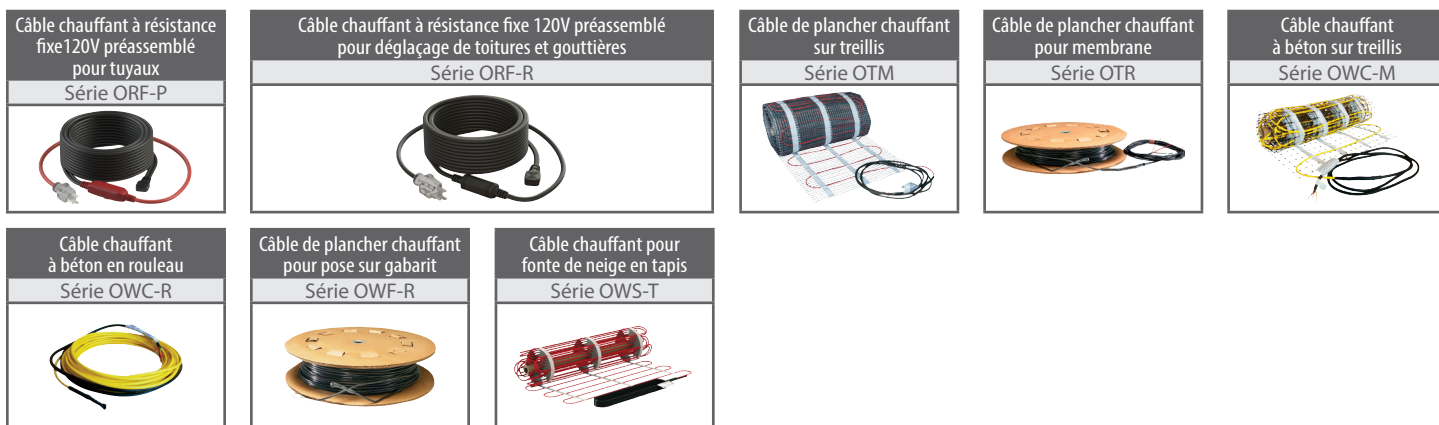 Câble chauffant à résistance
fixe120V préassemblé
pour tuyaux
Série ORF-P
Câble chauffant à résistance fixe 120V préassemblé
pour déglaçage de toitures et gouttières
Série ORF-R
Câble de plancher chauffant
sur treillis
Série OTM
Câble de plancher chauffant
pour membrane
Série OTR
Câble chauffant
à béton sur treillis
Série OWC-M
Câble chauffant
à béton en rouleau
Série OWC-R
Câble de plancher chauffant
pour pose sur gabarit
Série OWF-R
Câble chauffant pour
fonte de neige en tapis
Série OWS-T